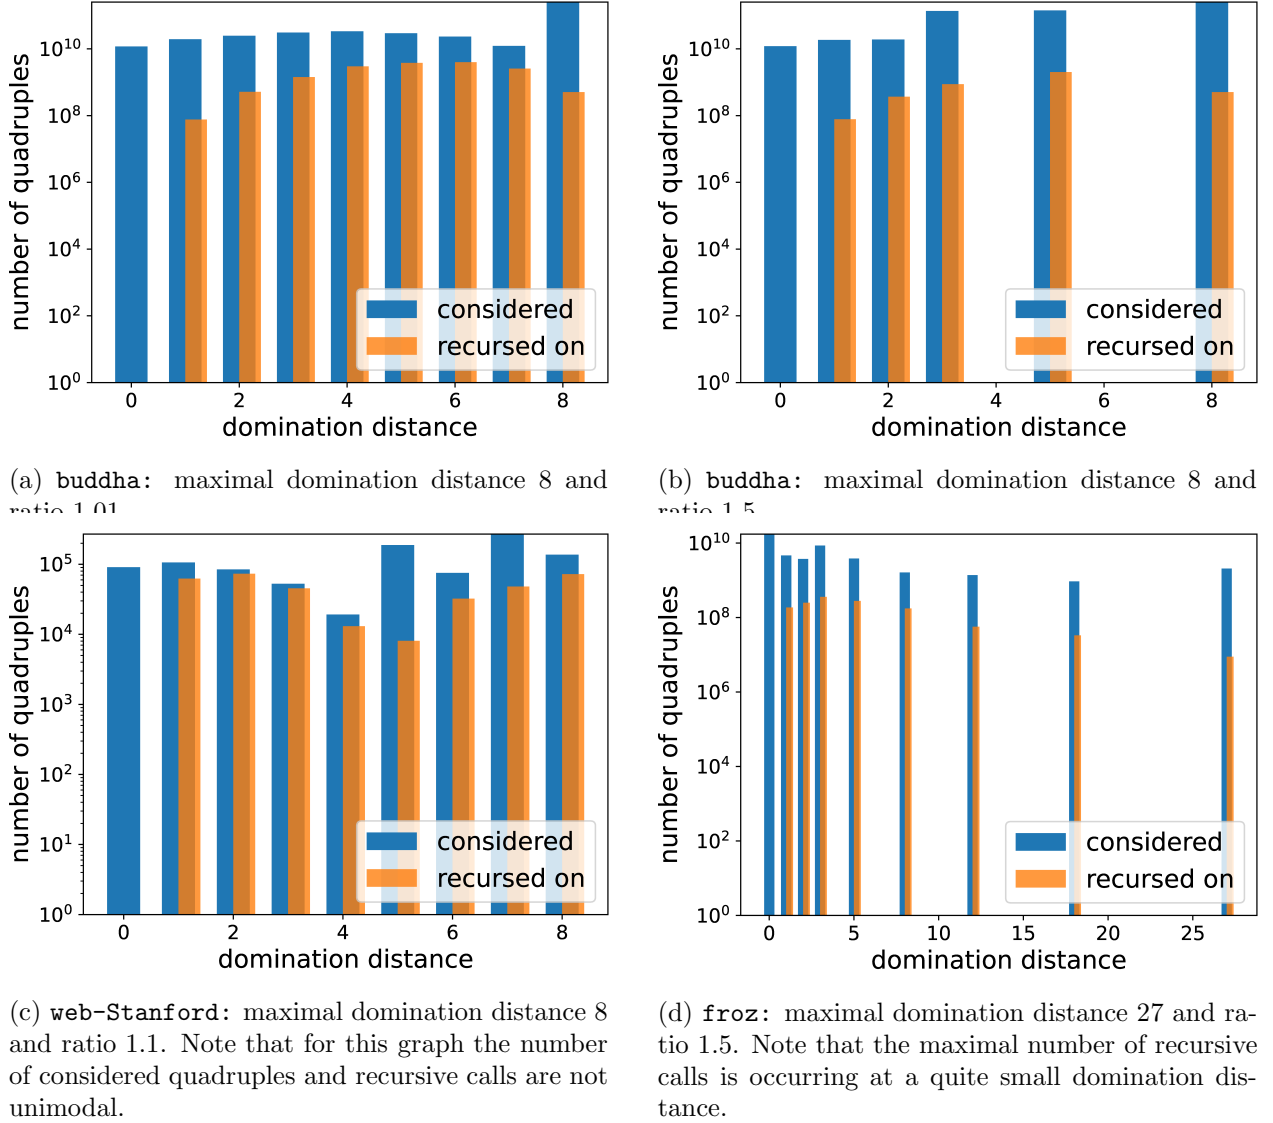 number of quadruples
10^10
10^8
10^6
10^4
10^2
10^0
considered
recursed on
0 2 4 6 8
domination distance
(a) buddha: maximal domination distance 8 and
ratio 1.01
number of quadruples
10^10
10^8
10^6
10^4
10^2
10^0
considered
recursed on
0 2 4 6 8
domination distance
(b) buddha: maximal domination distance 8 and
ratio 1.5
number of quadruples
10^5
10^4
10^3
10^2
10^1
10^0
considered
recursed on
0 2 4 6 8
domination distance
(c) web-Stanford: maximal domination distance 8
and ratio 1.1. Note that for this graph the number
of considered quadruples and recursive calls are not
unimodal.
number of quadruples
10^10
10^8
10^6
10^4
10^2
10^0
considered
recursed on
0 5 10 15 20 25
domination distance
(d) froz: maximal domination distance 27 and ra-
tio 1.5. Note that the maximal number of recursive
calls is occurring at a quite small domination dis-
tance.